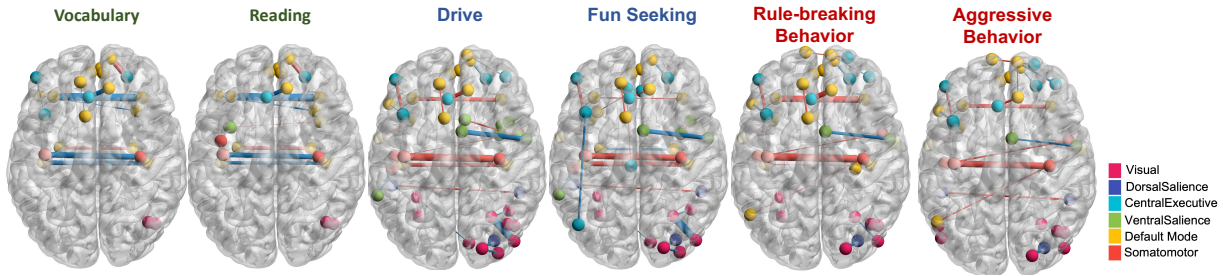 Vocabulary
Reading
Drive
Fun Seeking
Rule-breaking
Behavior
Aggressive
Behavior
Visual
DorsalSalience
CentralExecutive
VentralSalience
Default Mode
Somatomotor